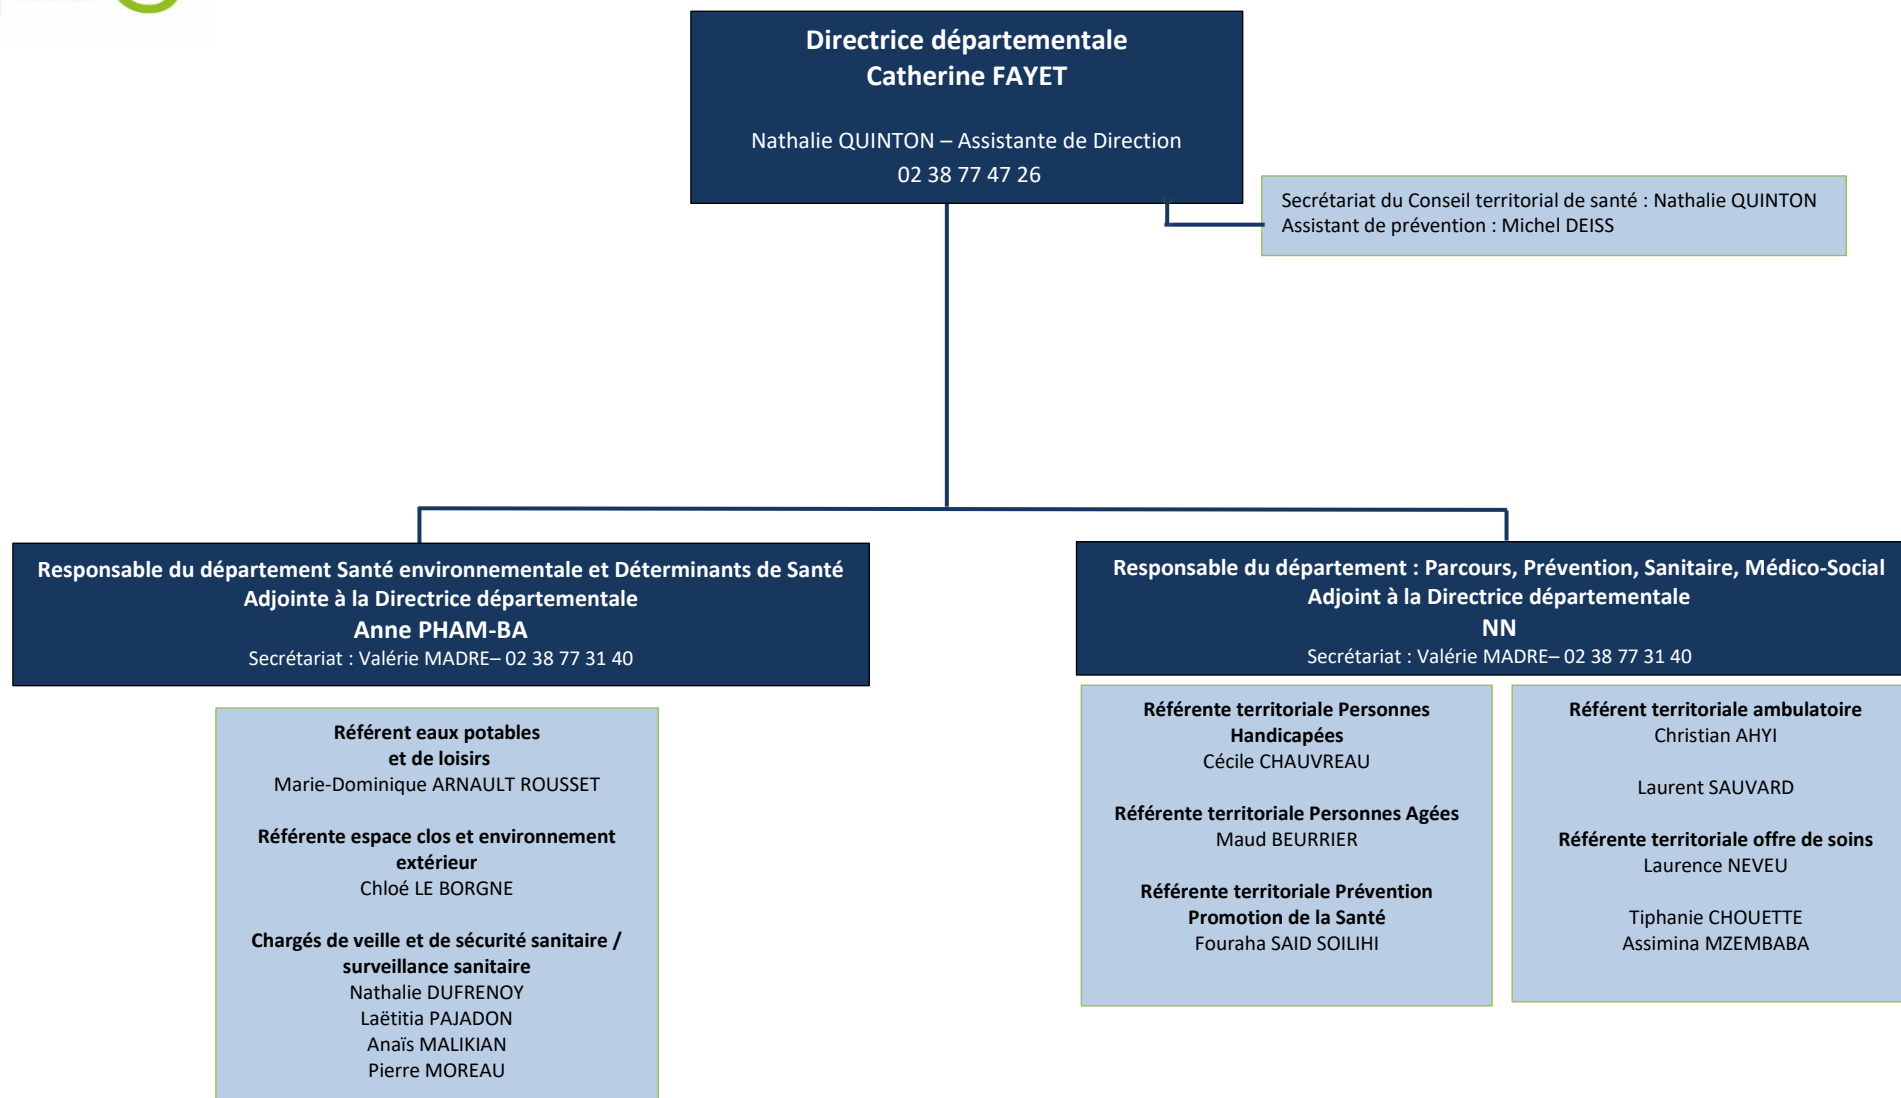 Directrice départementale
Catherine FAYET
Nathalie QUINTON – Assistante de Direction
02 38 77 47 26
Secrétariat du Conseil territorial de santé : Nathalie QUINTON
Assistant de prévention : Michel DEISS
Responsable du département Santé environnementale et Déterminants de Santé
Adjointe à la Directrice départementale
Anne PHAM-BA
Secrétariat : Valérie MADRE– 02 38 77 31 40
Référent eaux potables
et de loisirs
Marie-Dominique ARNAULT ROUSSET
Référente espace clos et environnement
extérieur
Chloé LE BORGNE
Chargés de veille et de sécurité sanitaire /
surveillance sanitaire
Nathalie DUFRENOY
Laëtitia PAJADON
Anaïs MALIKIAN
Pierre MOREAU
Responsable du département : Parcours, Prévention, Sanitaire, Médico-Social
Adjoint à la Directrice départementale
NN
Secrétariat : Valérie MADRE– 02 38 77 31 40
Référente territoriale Personnes
Handicapées
Cécile CHAUVREAU
Référente territoriale Personnes Agées
Maud BEURRIER
Référente territoriale Prévention
Promotion de la Santé
Fouraha SAID SOILIHI
Référent territoriale ambulatoire
Christian AHYI
Laurent SAUVARD
Référente territoriale offre de soins
Laurence NEVEU
Tiphanie CHOUETTE
Assimina MZEMBABA